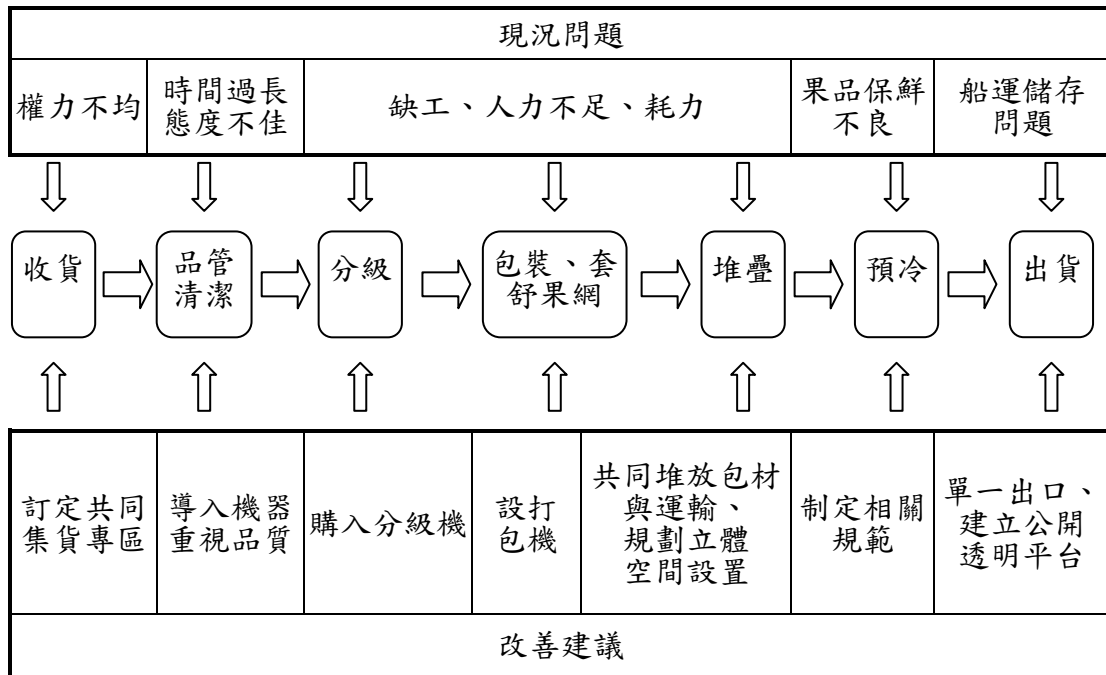 現況問題
權力不均
時間過長
態度不佳
缺工、人力不足、耗力
果品保鮮
不良
船運儲存
問題
收貨
品管
清潔
分級
包裝、套
舒果網
堆疊
預冷
出貨
訂定共同
集貨專區
導入機器
重視品質
購入分級機
設打
包機
共同堆放包材
與運輸、
規劃立體
空間設置
制定相關
規範
單一出口、
建立公開
透明平台
改善建議